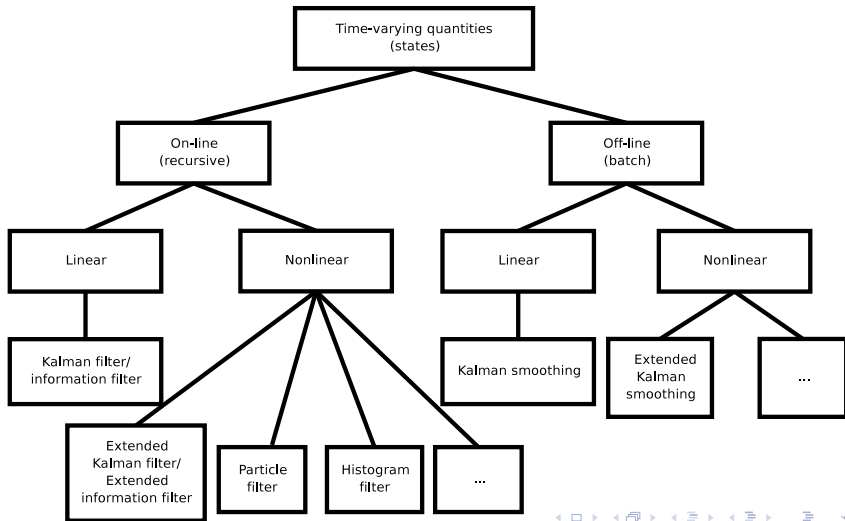 Time-varying quantities
(states)
On-line
(recursive)
Off-line
(batch)
Linear
Nonlinear
Linear
Nonlinear
Kalman filter/
information filter
Kalman smoothing
Extended
Kalman
smoothing
...
Extended
Kalman filter/
Extended
information filter
Particle
filter
Histogram
filter
...